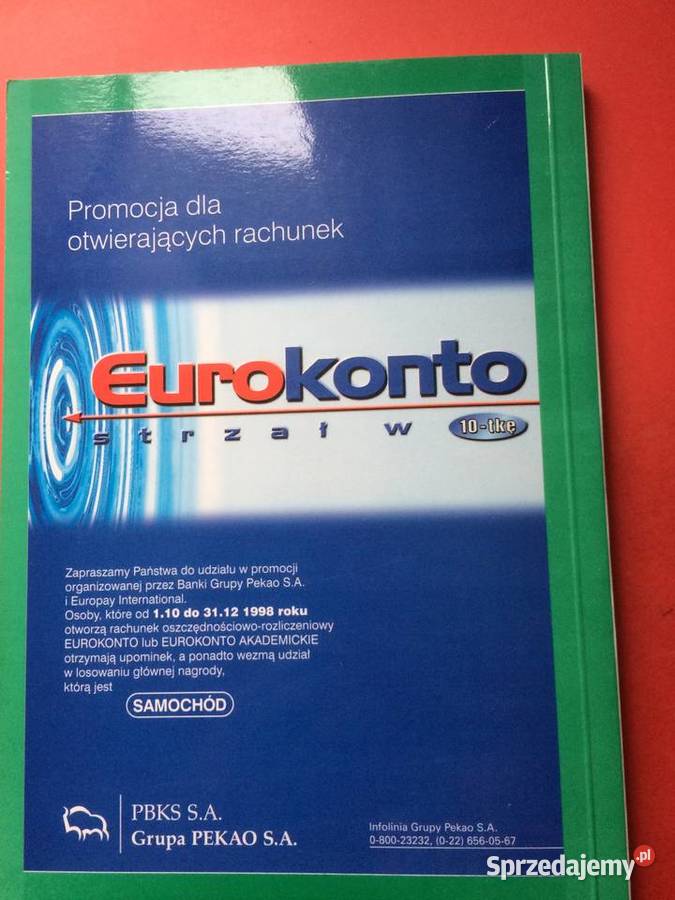 Promocja dla
otwierających rachunek
Eurokonto
strzał w 10-tkę
Zapraszamy Państwa do udziału w promocji
organizowanej przez Banki Grupy Pekao S.A.
i Europay International.
Osoby, które od 1.10 do 31.12 1998 roku
otworzą rachunek oszczędnościowo-rozliczeniowy
EUROKONTO lub EUROKONTO AKADEMICKIE
otrzymają upominek, a ponadto wezmą udział
w losowaniu głównej nagrody,
którą jest
SAMOCHÓD
PBKS S.A.
Grupa PEKAO S.A.
Infolinia Grupy Pekao S.A.
0-800-23232, (0-22) 656-05-67
Sprzedajemy.pl